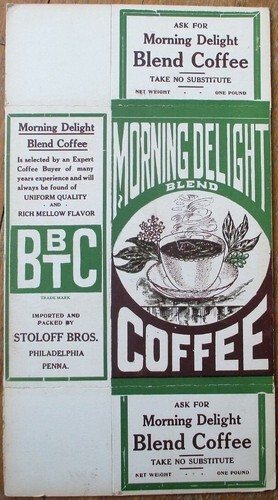 ASK FOR
Morning Delight
Blend Coffee
TAKE NO SUBSTITUTE
NET WEIGHT - - ONE POUND
Morning Delight
Blend Coffee
Is selected by an Expert
Coffee Buyer of many
years experience and will
always be found of
UNIFORM QUALITY
- AND -
RICH MELLOW FLAVOR
BBTC
TRADE MARK
IMPORTED AND
PACKED BY
STOLOFF BROS.
PHILADELPHIA
PENNA.
MORNING DELIGHT
BLEND
COFFEE
ASK FOR
Morning Delight
Blend Coffee
TAKE NO SUBSTITUTE
NET WEIGHT - - ONE POUND